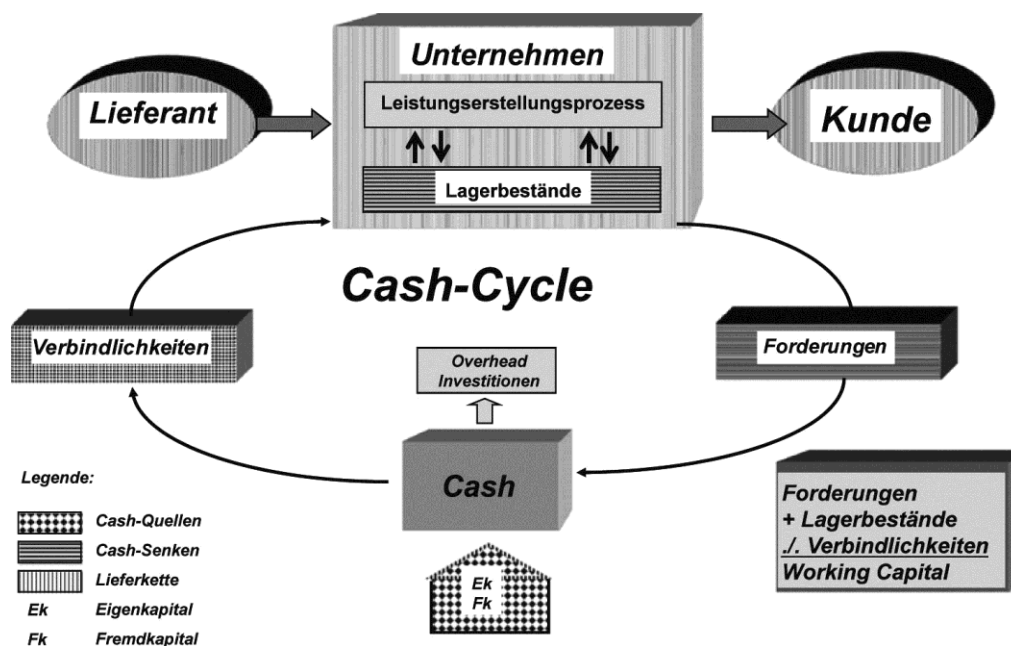 Unternehmen
Lieferant
Leistungserstellungsprozess
Kunde
Lagerbestände
Cash-Cycle
Verbindlichkeiten
Forderungen
Overhead
Investitionen
Cash
Ek
Fk
Legende:
Cash-Quellen
Cash-Senken
Lieferkette
Ek Eigenkapital
Fk Fremdkapital
Forderungen
+ Lagerbestände
./. Verbindlichkeiten
Working Capital